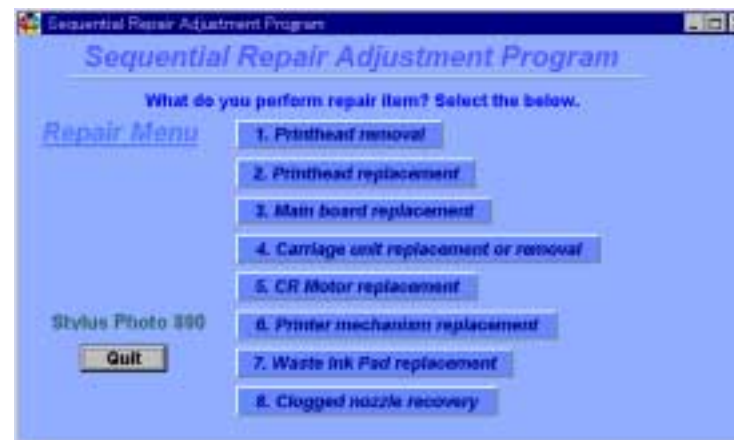 Sequential Repair Adjustment Program
Sequential Repair Adjustment Program
What do you perform repair item? Select the below.
Repair Menu
1. Printhead removal
2. Printhead replacement
3. Main board replacement
4. Carriage unit replacement or removal
5. CR Motor replacement
6. Printer mechanism replacement
7. Waste Ink Pad replacement
8. Clogged nozzle recovery
Stylus Photo
Quit